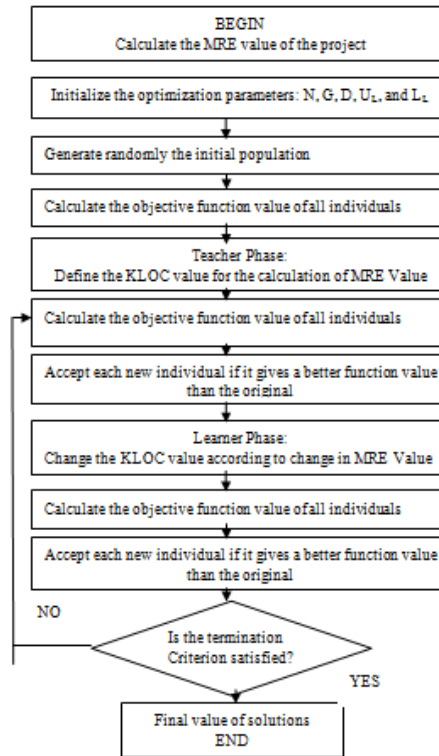 BEGIN
Calculate the MRE value of the project
Initialize the optimization parameters: N, G, D, U_L, and L_L
Generate randomly the initial population
Calculate the objective function value of all individuals
Teacher Phase:
Define the KLOC value for the calculation of MRE Value
Calculate the objective function value of all individuals
Accept each new individual if it gives a better function value
than the original
Learner Phase:
Change the KLOC value according to change in MRE Value
Calculate the objective function value of all individuals
Accept each new individual if it gives a better function value
than the original
NO
Is the termination
Criterion satisfied?
YES
Final value of solutions
END